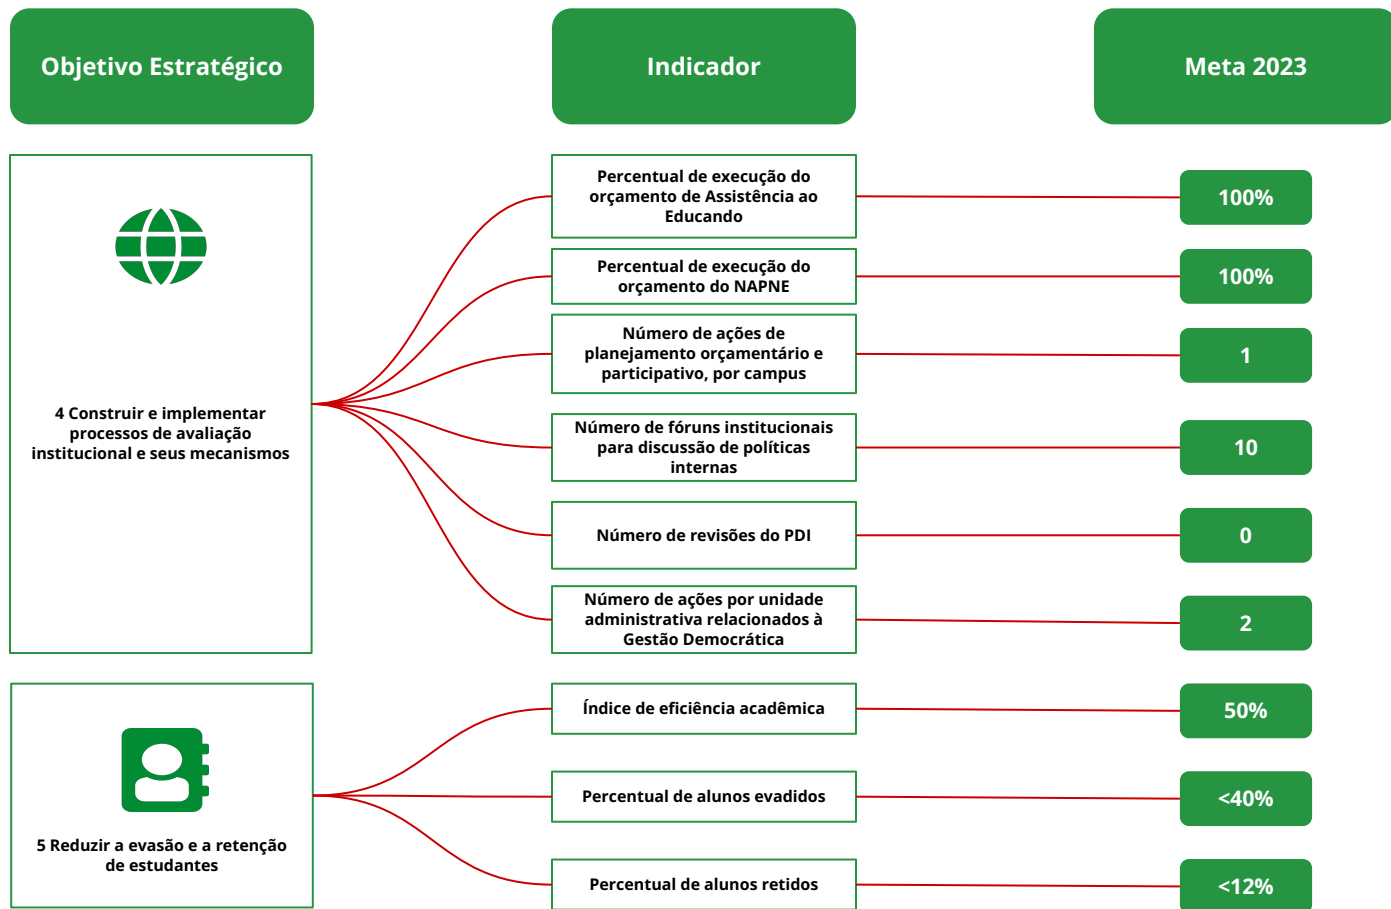 Objetivo Estratégico
Indicador
Meta 2023
4 Construir e implementar
processos de avaliação
institucional e seus mecanismos
Percentual de execução do
orçamento de Assistência ao
Educando
100%
Percentual de execução do
orçamento do NAPNE
100%
Número de ações de
planejamento orçamentário e
participativo, por campus
1
Número de fóruns institucionais
para discussão de políticas
internas
10
Número de revisões do PDI
0
Número de ações por unidade
administrativa relacionados à
Gestão Democrática
2
5 Reduzir a evasão e a retenção
de estudantes
Índice de eficiência acadêmica
50%
Percentual de alunos evadidos
<40%
Percentual de alunos retidos
<12%